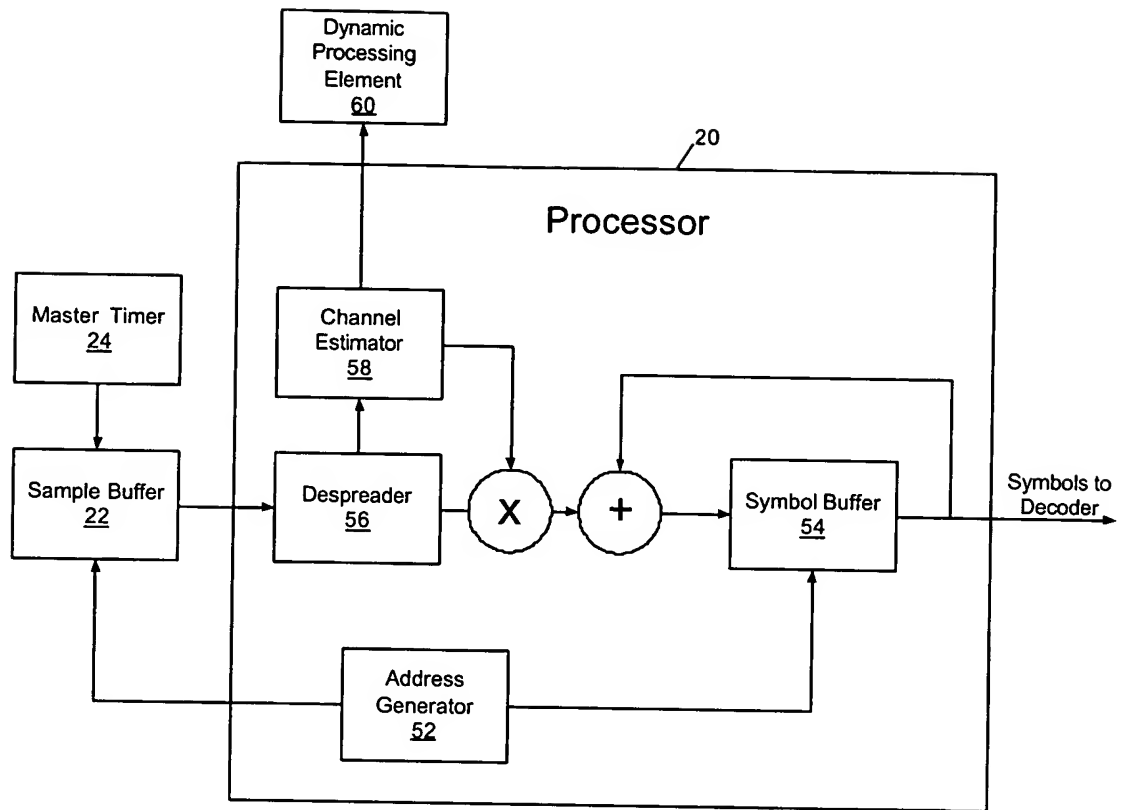 Dynamic
Processing
Element
60
20
Processor
Master Timer
24
Channel
Estimator
58
Sample Buffer
22
Despreader
56
X
+
Symbol Buffer
54
Symbols to
Decoder
Address
Generator
52